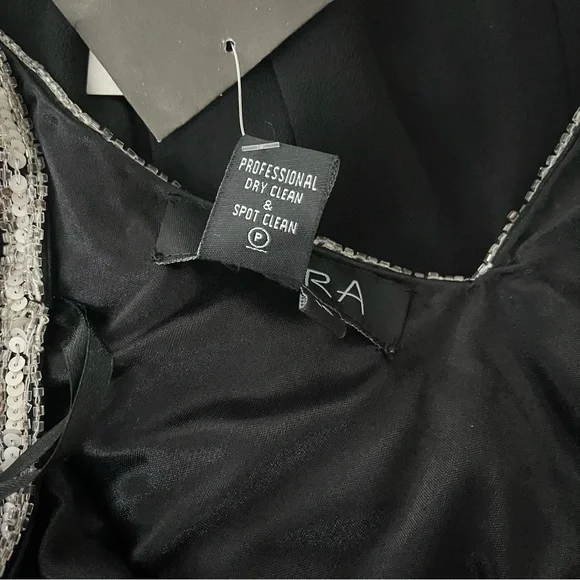 PROFESSIONAL
DRY CLEAN
&
SPOT CLEAN
P
RA